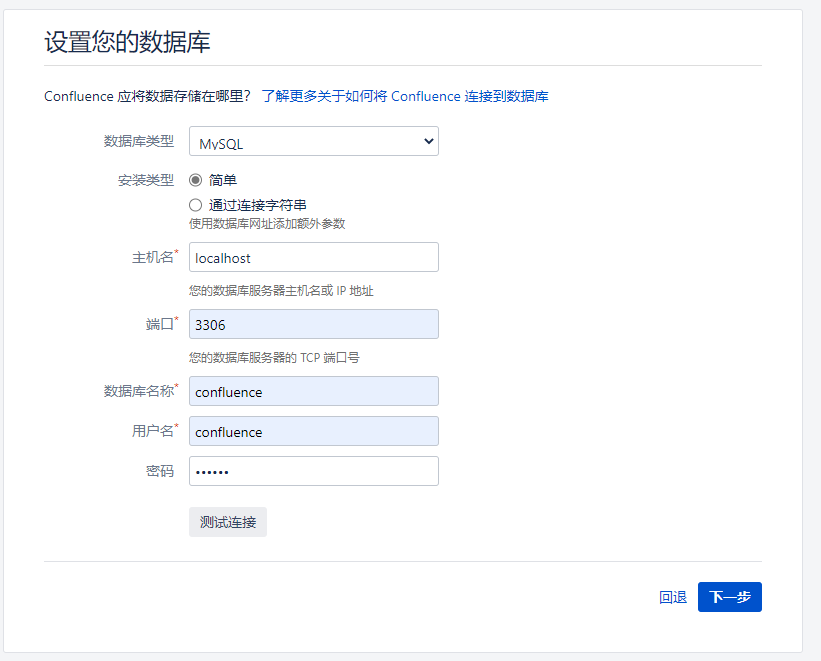 设置您的数据库
Confluence 应将数据存储在哪里? 了解更多关于如何将 Confluence 连接到数据库
数据库类型 MySQL
安装类型 简单
通过连接字符串
使用数据库网址添加额外参数
主机名* localhost
您的数据库服务器主机名或 IP 地址
端口* 3306
您的数据库服务器的 TCP 端口号
数据库名称* confluence
用户名* confluence
密码 ••••••
测试连接
回退 下一步